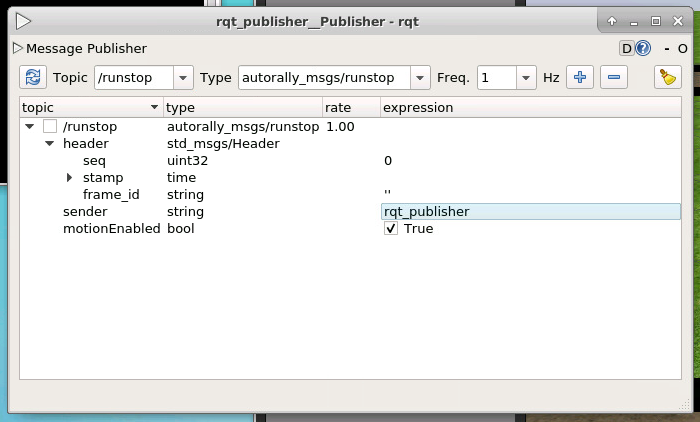 rqt_publisher__Publisher - rqt
Message Publisher D ? - O
Topic /runstop Type autorally_msgs/runstop Freq. 1 Hz
topic type rate expression
/runstop autorally_msgs/runstop 1.00
header std_msgs/Header
seq uint32 0
stamp time
frame_id string ''
sender string rqt_publisher
motionEnabled bool True